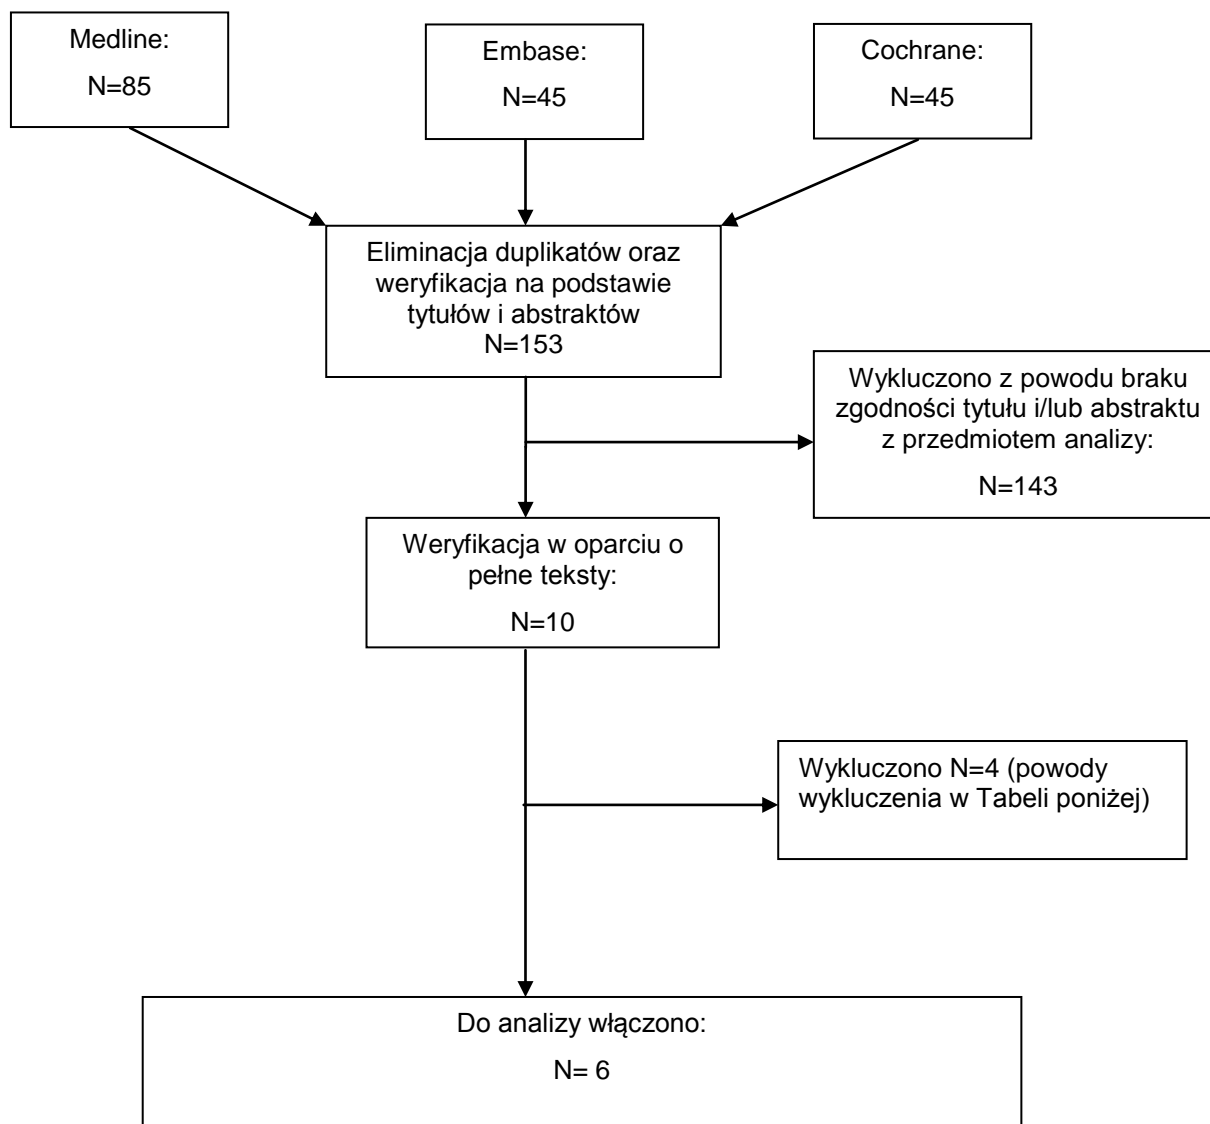 Medline:
N=85
Embase:
N=45
Cochrane:
N=45
Eliminacja duplikatów oraz
weryfikacja na podstawie
tytułów i abstraktów
N=153
Wykluczono z powodu braku
zgodności tytułu i/lub abstraktu
z przedmiotem analizy:
N=143
Weryfikacja w oparciu o
pełne teksty:
N=10
Wykluczono N=4 (powody
wykluczenia w Tabeli poniżej)
Do analizy włączono:
N= 6